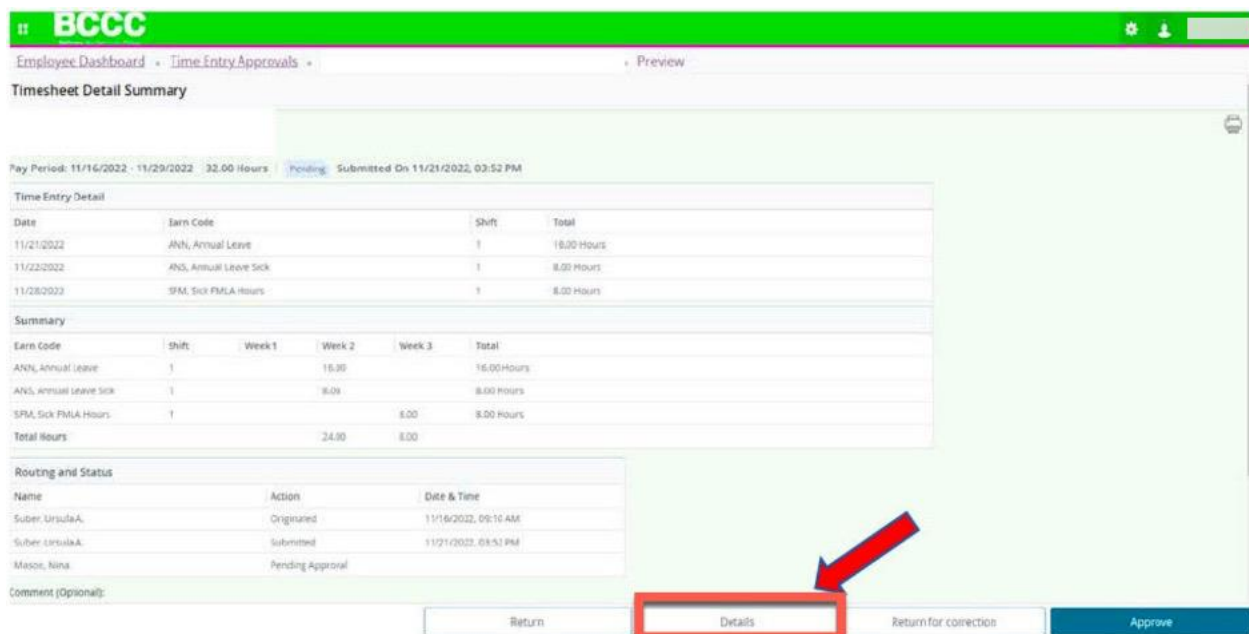 BCCC
Employee Dashboard • Time Entry Approvals • • Preview
Timesheet Detail Summary
Pay Period: 11/16/2022 - 11/29/2022 32.00 Hours Pending Submitted On 11/21/2022, 03:52 PM
Time Entry Detail
Date Earn Code Shift Total
11/21/2022 ANN, Annual Leave 1 16.00 Hours
11/22/2022 ANS, Annual Leave Sick 1 8.00 Hours
11/28/2022 SFM, Sick FMLA Hours 1 8.00 Hours
Summary
Earn Code Shift Week 1 Week 2 Week 3 Total
ANN, Annual Leave 1 16.00 16.00 Hours
ANS, Annual Leave Sick 1 8.00 8.00 Hours
SFM, Sick FMLA Hours 1 8.00 8.00 Hours
Total Hours 24.00 8.00
Routing and Status
Name Action Date & Time
Suber, Ursula A. Originated 11/16/2022, 09:10 AM
Suber, Ursula A. Submitted 11/21/2022, 03:52 PM
Mason, Nina Pending Approval
Comment (Optional):
Return Details Return for correction Approve